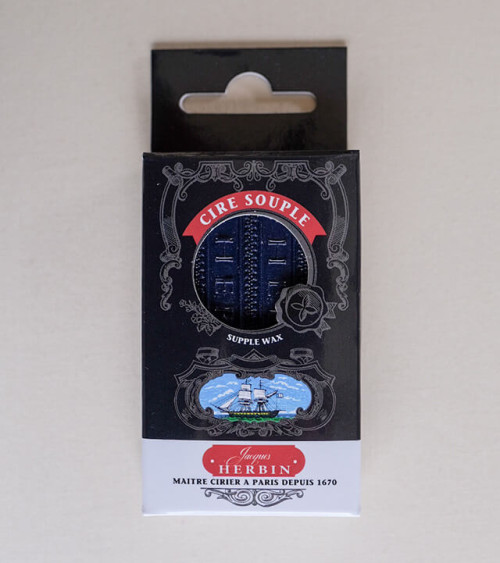 CIRE SOUPLE
SUPPLE WAX
Jacques
HERBIN
MAITRE CIRIER A PARIS DEPUIS 1670